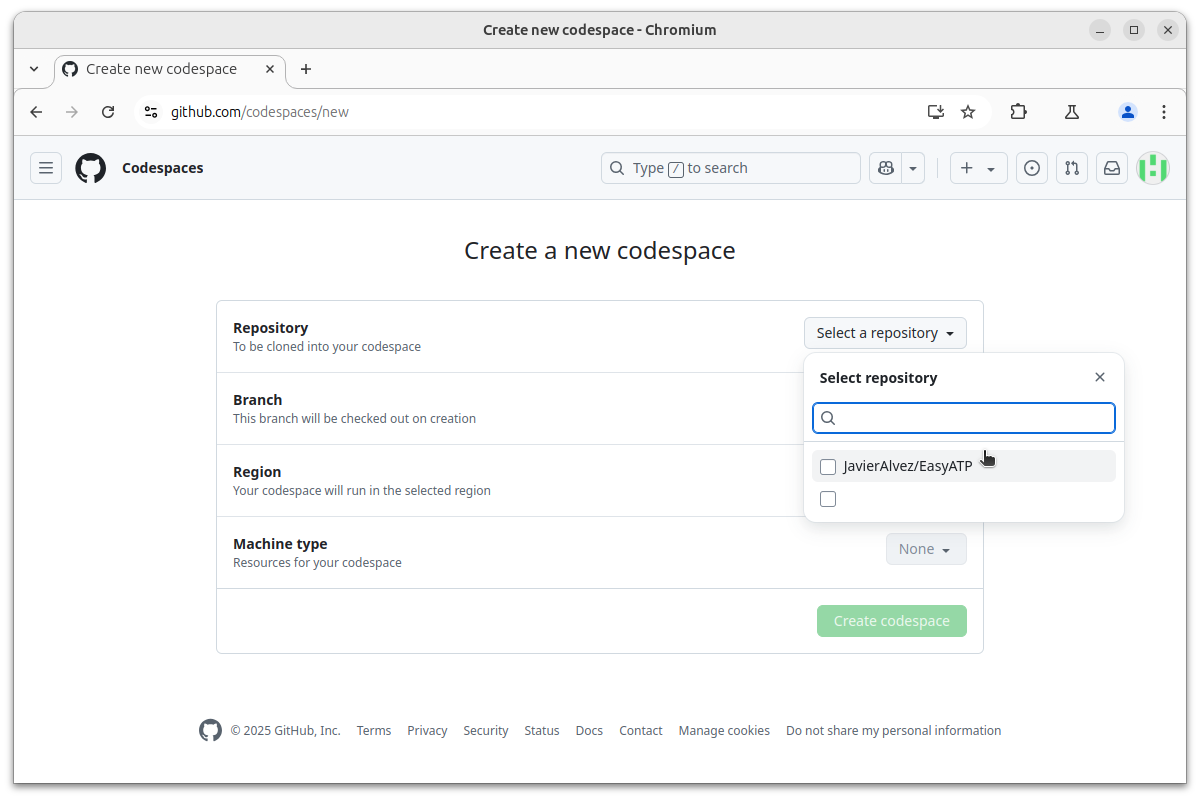 Create new codespace - Chromium
Create new codespace
github.com/codespaces/new
Codespaces
Type / to search
Create a new codespace
Repository
To be cloned into your codespace
Select a repository
Select repository
Branch
This branch will be checked out on creation
JavierAlvez/EasyATP
Region
Your codespace will run in the selected region
Machine type
Resources for your codespace
None
Create codespace
© 2025 GitHub, Inc. Terms Privacy Security Status Docs Contact Manage cookies Do not share my personal information